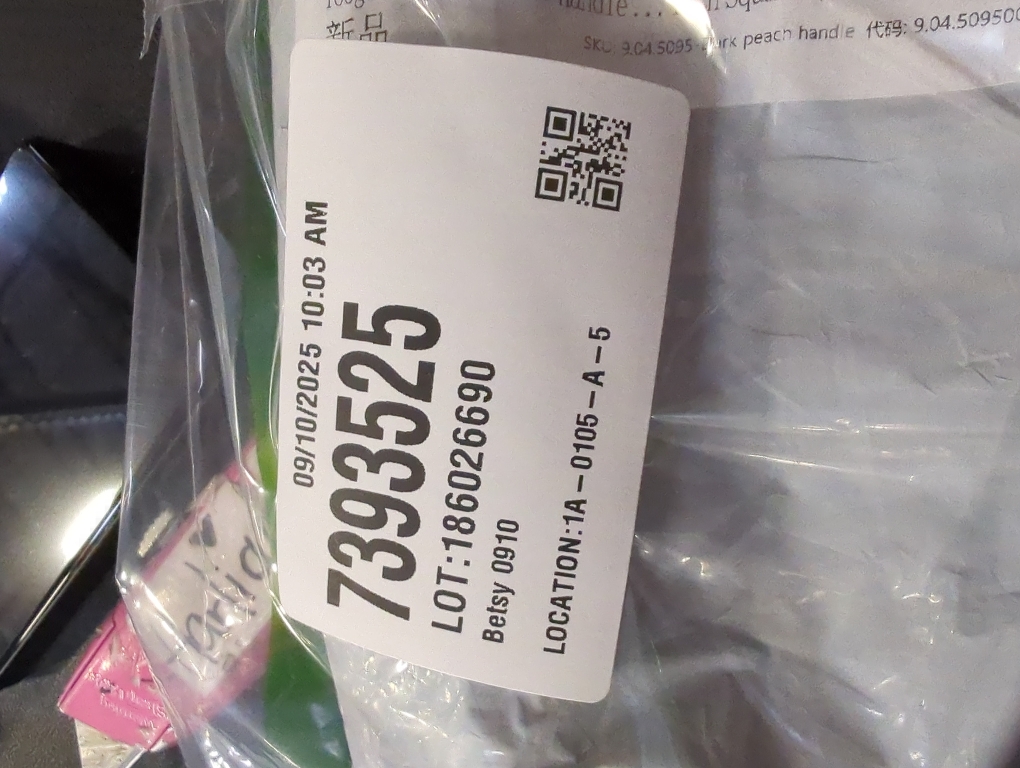 新品
SKU: 9.04.5095- dark peach handle 代码: 9.04.509500
09/10/2025 10:03 AM
7393525
LOT:186026690
Betsy 0910
LOCATION:1A-0105-A-5